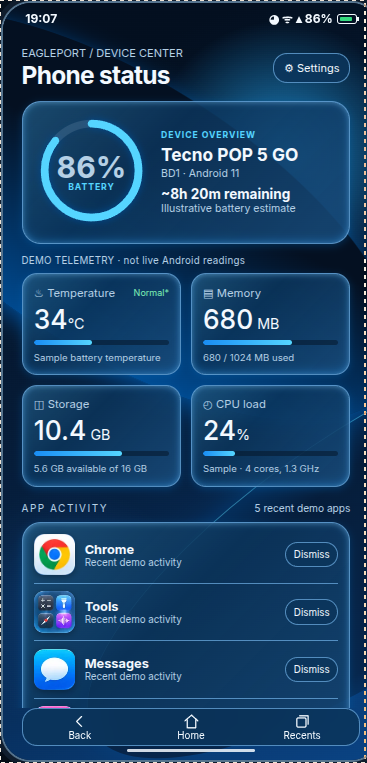 19:07
86%
EAGLEPORT / DEVICE CENTER
Phone status
⚙ Settings
86%
BATTERY
DEVICE OVERVIEW
Tecno POP 5 GO
BD1 · Android 11
~8h 20m remaining
Illustrative battery estimate
DEMO TELEMETRY · not live Android readings
Temperature
Normal*
34°C
Sample battery temperature
Memory
680 MB
680 / 1024 MB used
Storage
10.4 GB
5.6 GB available of 16 GB
CPU load
24%
Sample · 4 cores, 1.3 GHz
APP ACTIVITY
5 recent demo apps
Chrome
Recent demo activity
Dismiss
Tools
Recent demo activity
Dismiss
Messages
Recent demo activity
Dismiss
Back
Home
Recents